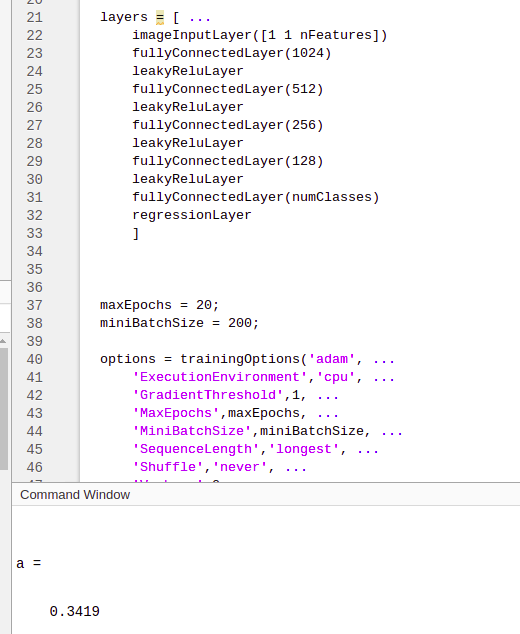 21 layers = [ ...
22 imageInputLayer([1 1 nFeatures])
23 fullyConnectedLayer(1024)
24 leakyReluLayer
25 fullyConnectedLayer(512)
26 leakyReluLayer
27 fullyConnectedLayer(256)
28 leakyReluLayer
29 fullyConnectedLayer(128)
30 leakyReluLayer
31 fullyConnectedLayer(numClasses)
32 regressionLayer
33 ]
34
35
36
37 maxEpochs = 20;
38 miniBatchSize = 200;
39
40 options = trainingOptions('adam', ...
41 'ExecutionEnvironment','cpu', ...
42 'GradientThreshold',1, ...
43 'MaxEpochs',maxEpochs, ...
44 'MiniBatchSize',miniBatchSize, ...
45 'SequenceLength','longest', ...
46 'Shuffle','never', ...
Command Window
a =
0.3419